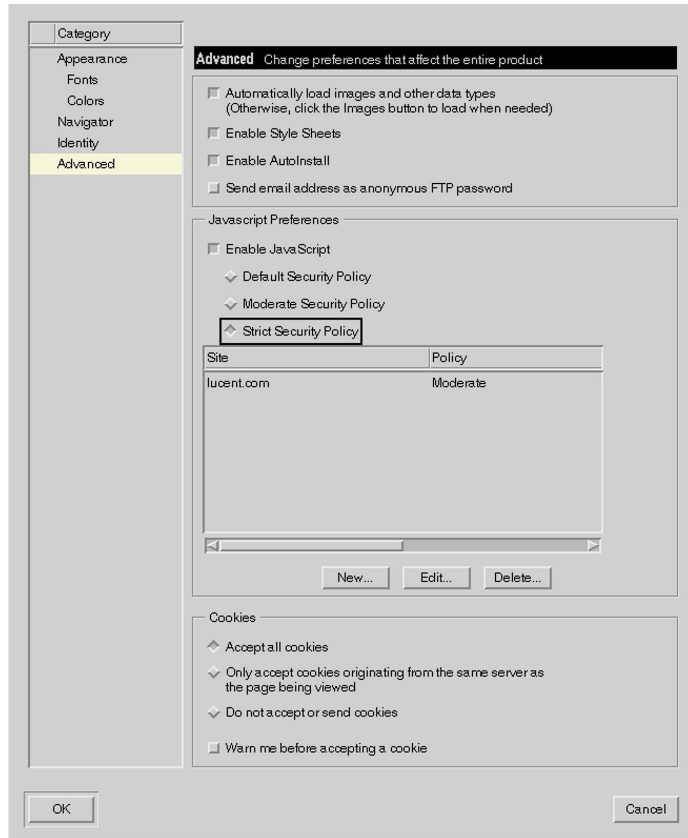 Category
Appearance
Fonts
Colors
Navigator
Identity
Advanced
Advanced Change preferences that affect the entire product
Automatically load images and other data types
(Otherwise, click the Images button to load when needed)
Enable Style Sheets
Enable AutoInstall
Send email address as anonymous FTP password
Javascript Preferences
Enable JavaScript
Default Security Policy
Moderate Security Policy
Strict Security Policy
Site Policy
lucent.com Moderate
New... Edit... Delete...
Cookies
Accept all cookies
Only accept cookies originating from the same server as
the page being viewed
Do not accept or send cookies
Warn me before accepting a cookie
OK Cancel